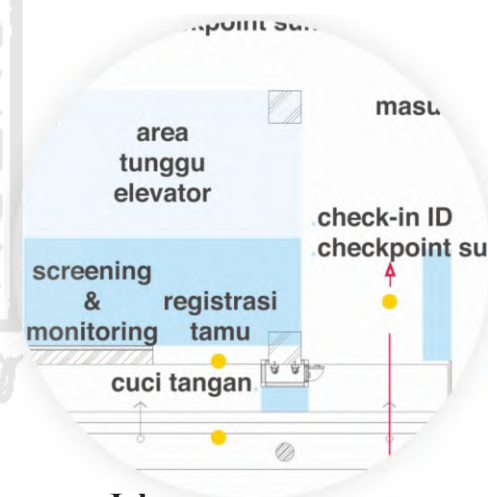 masu
area
tunggu
elevator
check-in ID
checkpoint su
screening
&
monitoring
registrasi
tamu
cuci tangan